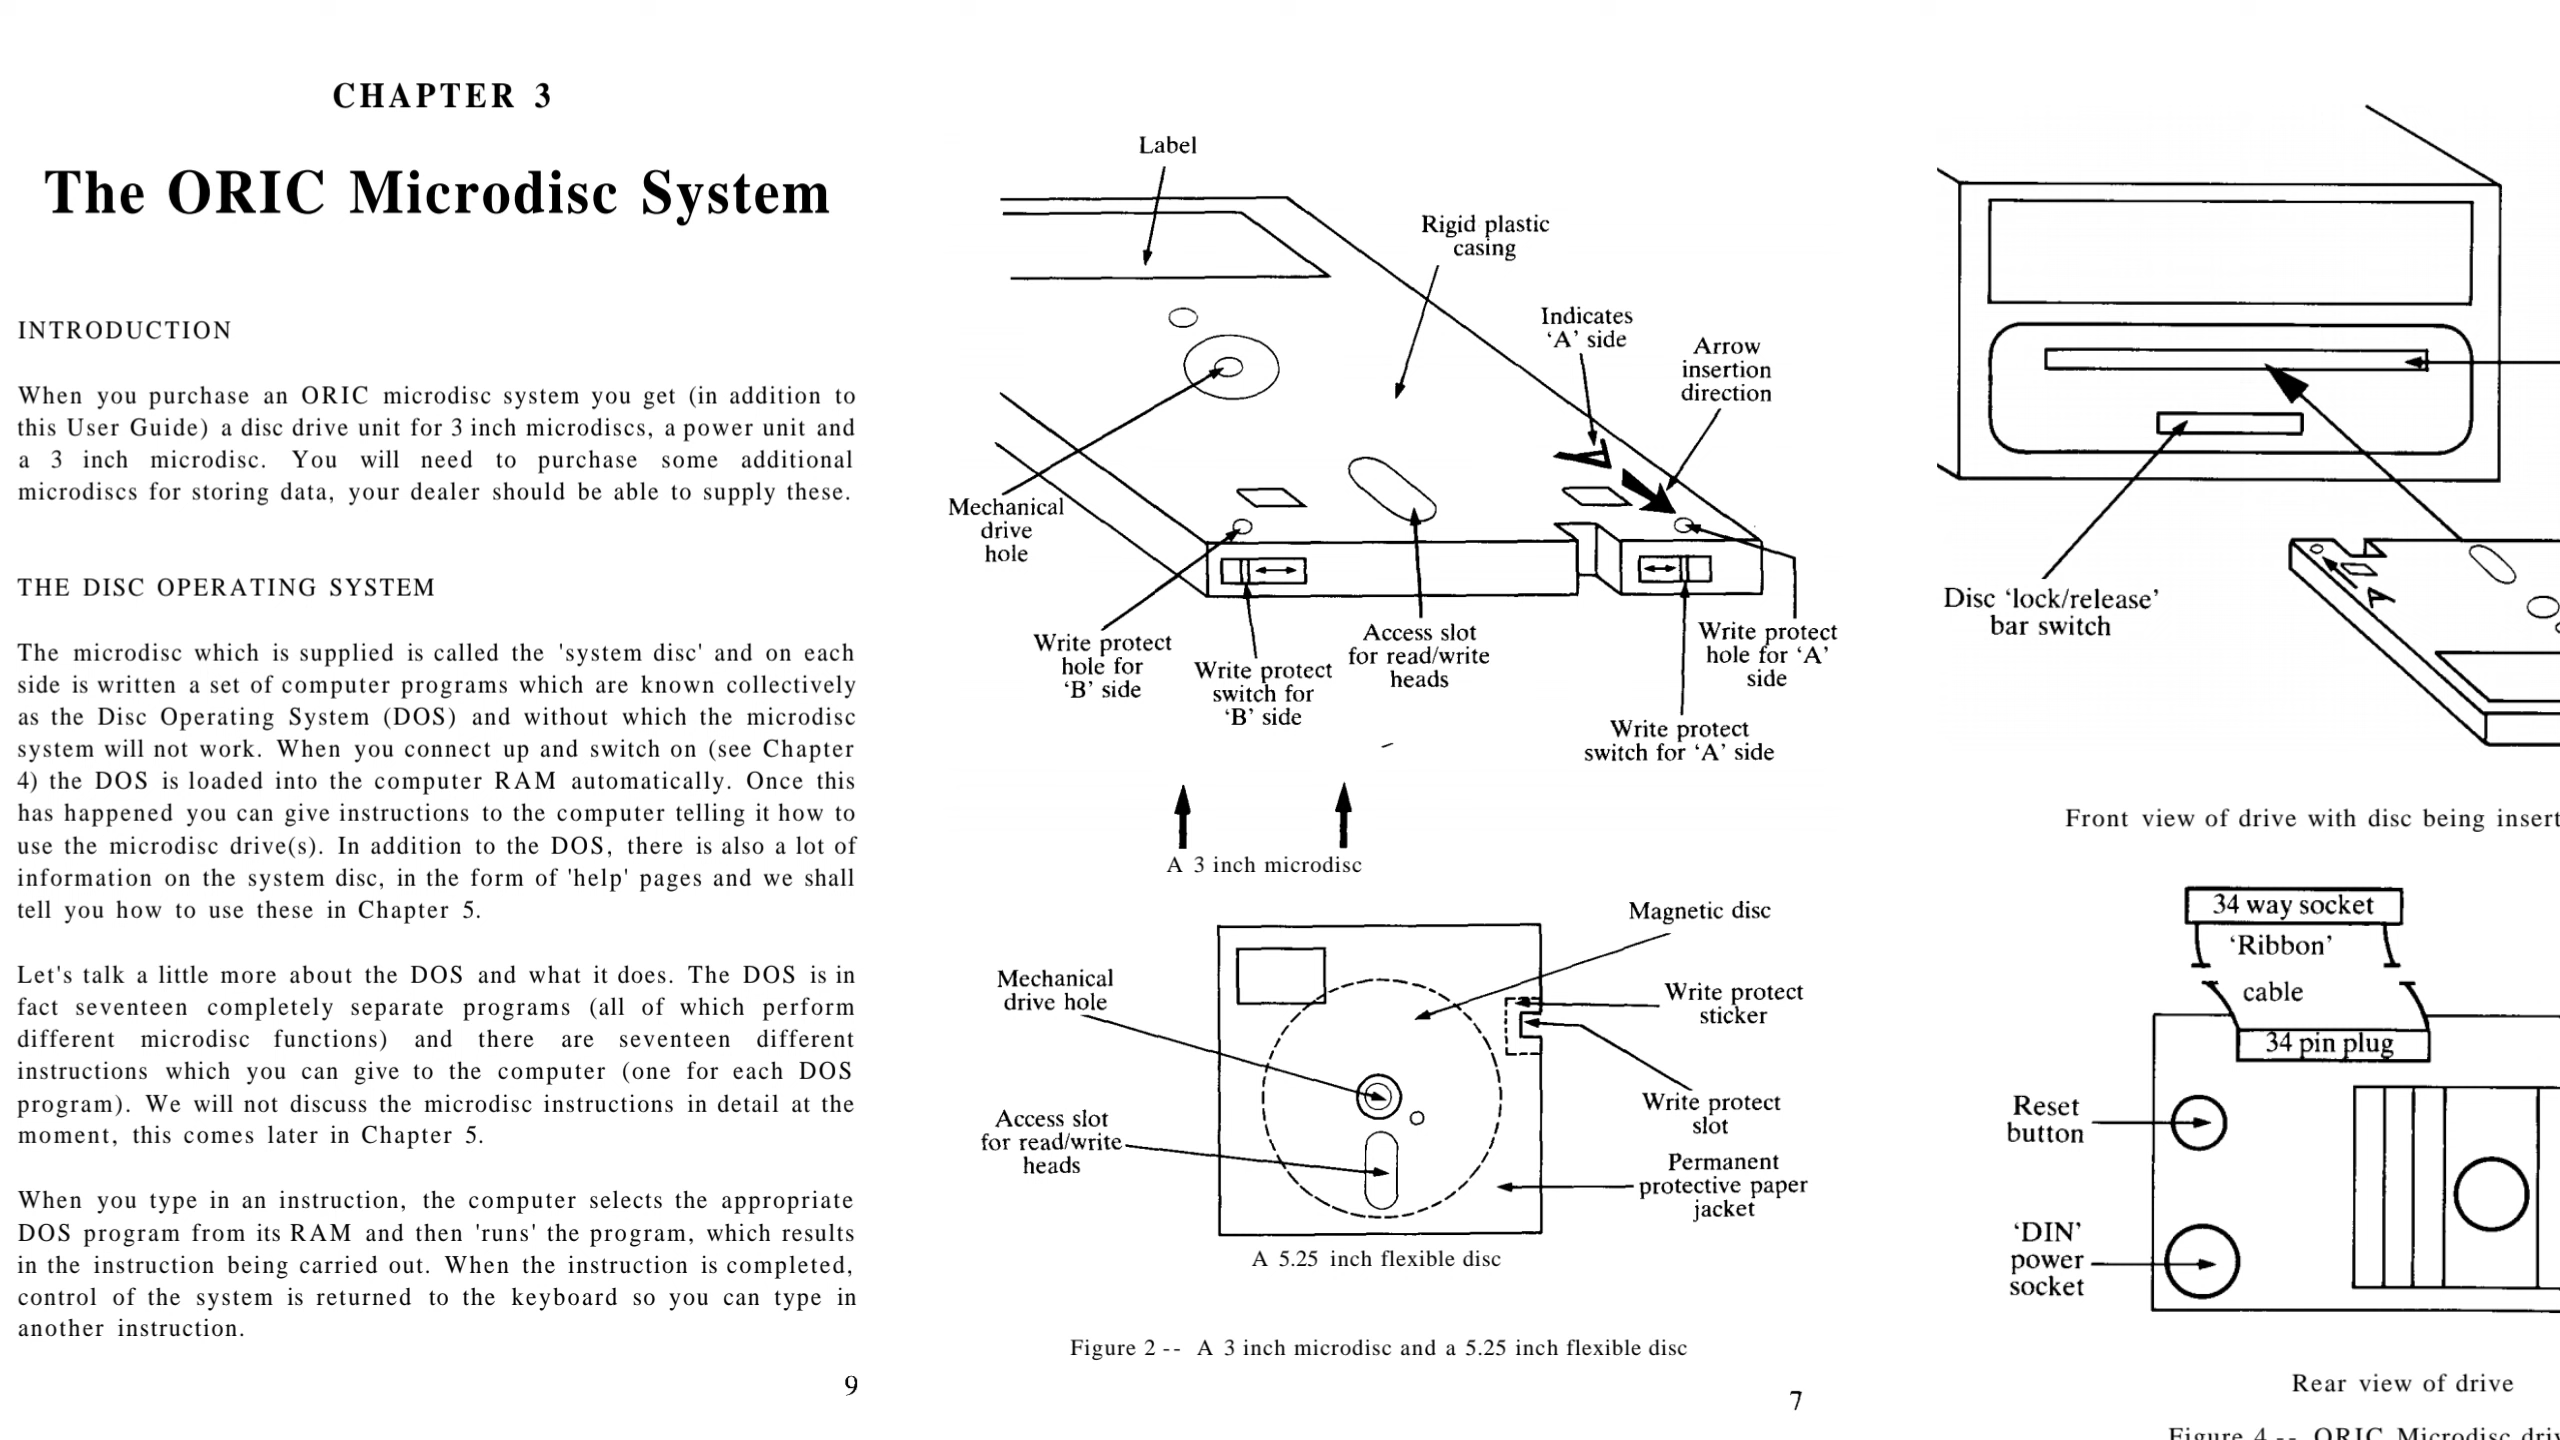 CHAPTER 3
The ORIC Microdisc System
INTRODUCTION
When you purchase an ORIC microdisc system you get (in addition to
this User Guide) a disc drive unit for 3 inch microdiscs, a power unit and
a 3 inch microdisc. You will need to purchase some additional
microdiscs for storing data, your dealer should be able to supply these.
THE DISC OPERATING SYSTEM
The microdisc which is supplied is called the 'system disc' and on each
side is written a set of computer programs which are known collectively
as the Disc Operating System (DOS) and without which the microdisc
system will not work. When you connect up and switch on (see Chapter
4) the DOS is loaded into the computer RAM automatically. Once this
has happened you can give instructions to the computer telling it how to
use the microdisc drive(s). In addition to the DOS, there is also a lot of
information on the system disc, in the form of 'help' pages and we shall
tell you how to use these in Chapter 5.
Let's talk a little more about the DOS and what it does. The DOS is in
fact seventeen completely separate programs (all of which perform
different microdisc functions) and there are seventeen different
instructions which you can give to the computer (one for each DOS
program). We will not discuss the microdisc instructions in detail at the
moment, this comes later in Chapter 5.
When you type in an instruction, the computer selects the appropriate
DOS program from its RAM and then 'runs' the program, which results
in the instruction being carried out. When the instruction is completed,
control of the system is returned to the keyboard so you can type in
another instruction.
9
Label
Rigid plastic
casing
Indicates
‘A’ side
Arrow
insertion
direction
A
Mechanical
drive
hole
Write protect
hole for
‘B’ side
Write protect
switch for
‘B’ side
Access slot
for read/write
heads
Write protect
hole for ‘A’
side
Write protect
switch for ‘A’ side
A 3 inch microdisc
Magnetic disc
Mechanical
drive hole
Write protect
sticker
Access slot
for read/write
heads
Write protect
slot
Permanent
protective paper
jacket
A 5.25 inch flexible disc
Figure 2 -- A 3 inch microdisc and a 5.25 inch flexible disc
7
Disc ‘lock/release’
bar switch
A
Front view of drive with disc being insert
34 way socket
‘Ribbon’
cable
34 pin plug
Reset
button
‘DIN’
power
socket
Rear view of drive
Figure 4 -- ORIC Microdisc driv